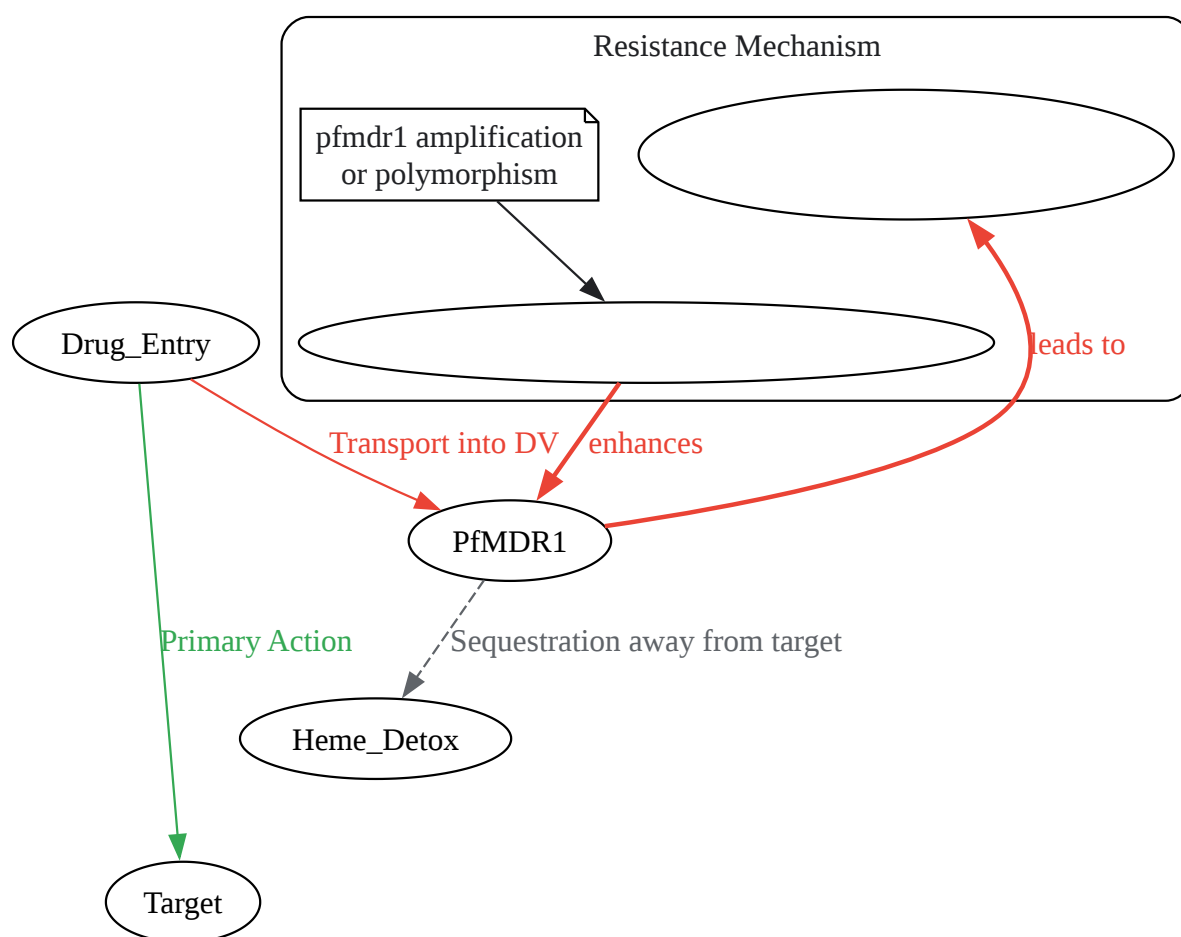 Resistance Mechanism
pfmdr1 amplification
or polymorphism
Drug_Entry
leads to
Transport into DV
enhances
PfMDR1
Primary Action
Sequestration away from target
Heme_Detox
Target